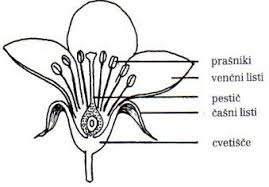 prašniki
venčni listi
pestič
čašni listi
cvetišče